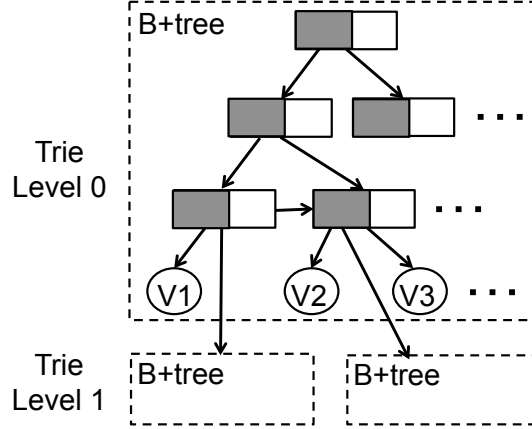 B+tree
...
Trie
Level 0
...
V1
V2
V3
...
Trie
Level 1
B+tree
B+tree